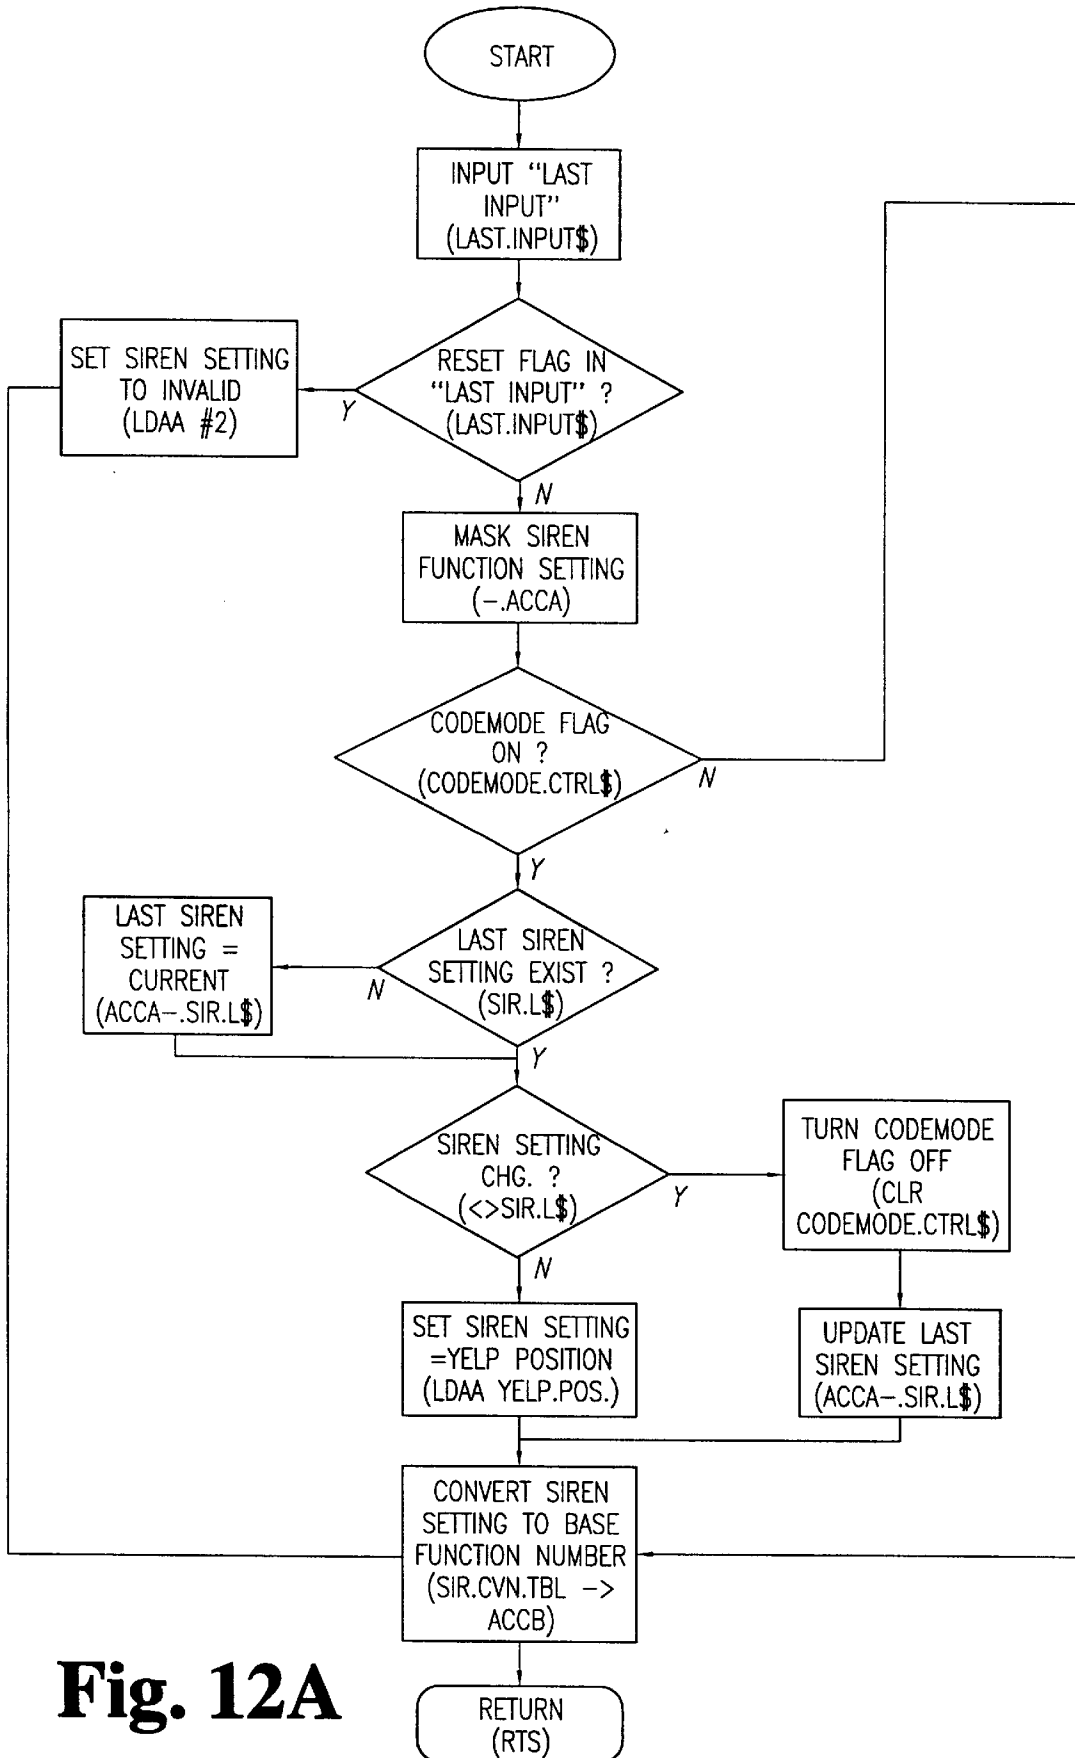 START
INPUT “LAST
INPUT”
(LAST.INPUT$)
RESET FLAG IN
“LAST INPUT” ?
(LAST.INPUT$)
Y
N
SET SIREN SETTING
TO INVALID
(LDAA #2)
MASK SIREN
FUNCTION SETTING
(–.ACCA)
CODEMODE FLAG
ON ?
(CODEMODE.CTRL$)
N
Y
LAST SIREN
SETTING EXIST ?
(SIR.L$)
N
Y
LAST SIREN
SETTING =
CURRENT
(ACCA–.SIR.L$)
SIREN SETTING
CHG. ?
(<>SIR.L$)
Y
N
TURN CODEMODE
FLAG OFF
(CLR
CODEMODE.CTRL$)
SET SIREN SETTING
=YELP POSITION
(LDAA YELP.POS.)
UPDATE LAST
SIREN SETTING
(ACCA–.SIR.L$)
CONVERT SIREN
SETTING TO BASE
FUNCTION NUMBER
(SIR.CVN.TBL –>
ACCB)
RETURN
(RTS)
Fig. 12A